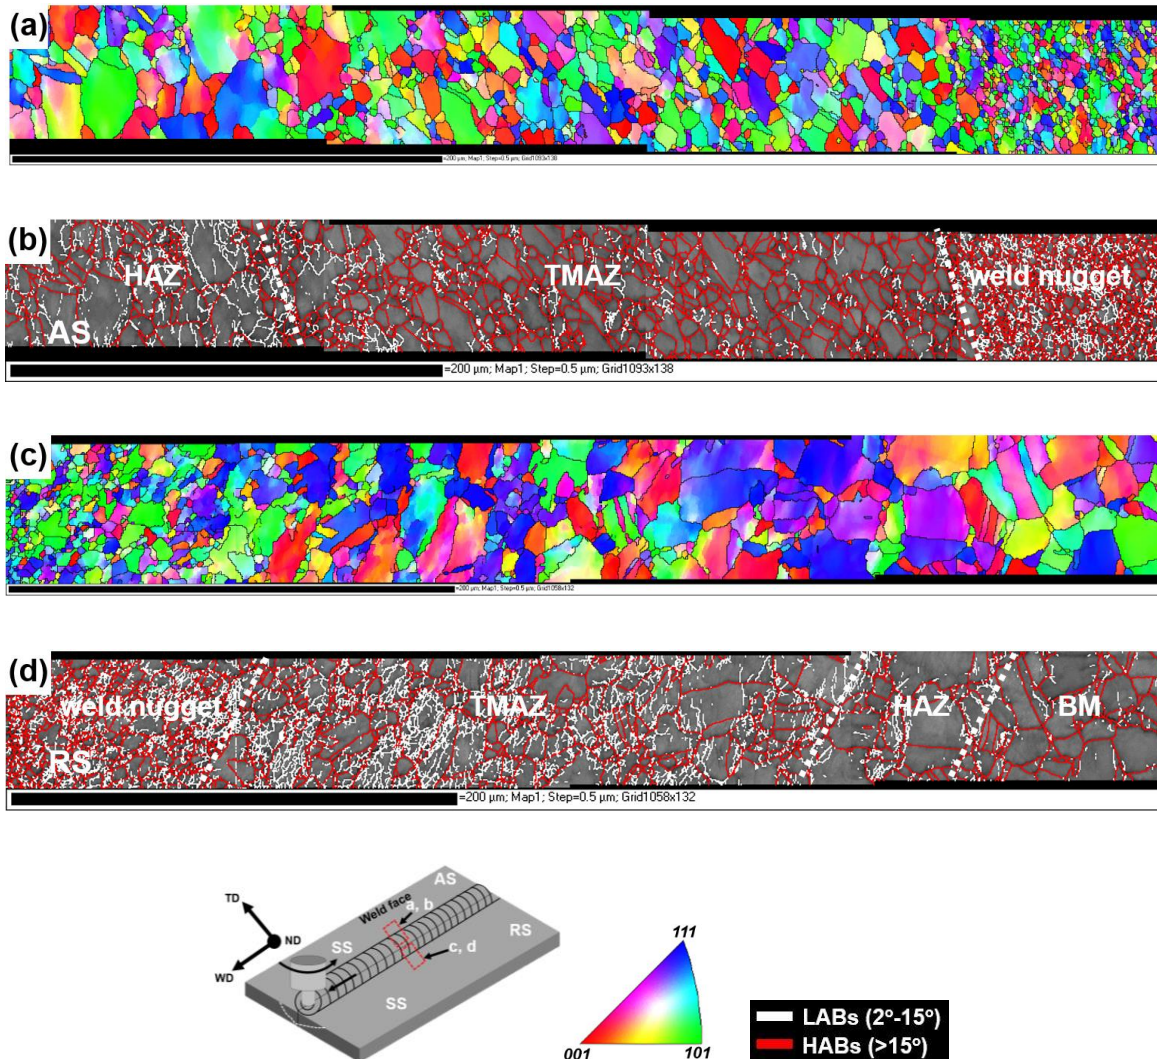 (a)
=200 µm; Map1; Step=0.5 µm; Grid1093x138
(b)
HAZ
TMAZ
weld nugget
AS
=200 µm; Map1; Step=0.5 µm; Grid1093x138
(c)
=200 µm; Map1; Step=0.5 µm; Grid1058x132
(d)
weld nugget
TMAZ
HAZ
BM
RS
=200 µm; Map1; Step=0.5 µm; Grid1058x132
AS
TD
Weld face
a, b
ND
SS
RS
WD
c, d
SS
111
001
101
LABs (2º-15º)
HABs (>15º)